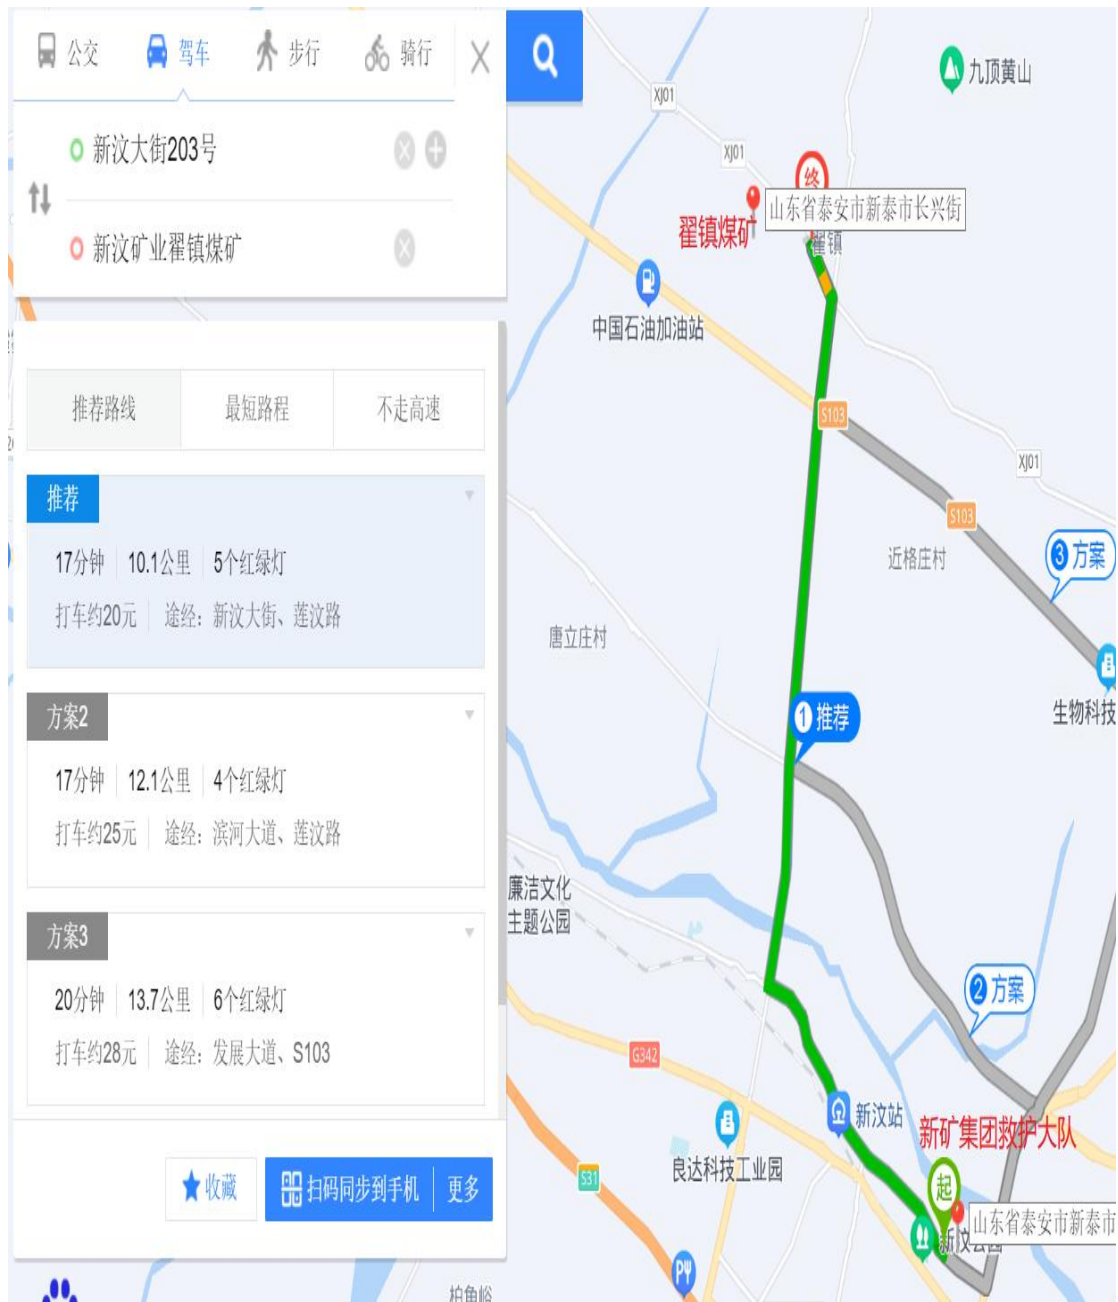 公交 驾车 步行 骑行
新汶大街203号
新汶矿业翟镇煤矿
推荐路线 最短路程 不走高速
推荐
17分钟 10.1公里 5个红绿灯
打车约20元 途经：新汶大街、莲汶路
方案2
17分钟 12.1公里 4个红绿灯
打车约25元 途经：滨河大道、莲汶路
方案3
20分钟 13.7公里 6个红绿灯
打车约28元 途经：发展大道、S103
收藏 扫码同步到手机 更多
九顶黄山
XJ01
XJ01
终
山东省泰安市新泰市长兴街
翟镇煤矿
翟镇
中国石油加油站
S103
XJ01
S103
近格庄村
3 方案
唐立庄村
生物科技
1 推荐
廉洁文化
主题公园
2 方案
G342
新汶站
新矿集团救护大队
良达科技工业园
S31
起
山东省泰安市新泰市
新汶公园
柏角峪